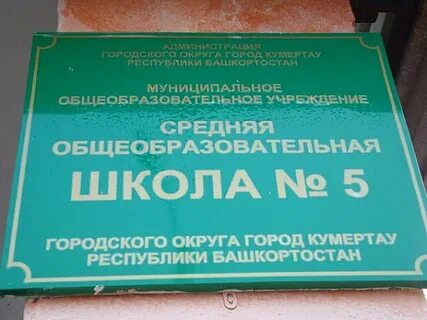 АДМИНИСТРАЦИЯ
ГОРОДСКОГО ОКРУГА ГОРОД КУМЕРТАУ
РЕСПУБЛИКИ БАШКОРТОСТАН
МУНИЦИПАЛЬНОЕ
ОБЩЕОБРАЗОВАТЕЛЬНОЕ УЧРЕЖДЕНИЕ
СРЕДНЯЯ
ОБЩЕОБРАЗОВАТЕЛЬНАЯ
ШКОЛА № 5
ГОРОДСКОГО ОКРУГА ГОРОД КУМЕРТАУ
РЕСПУБЛИКИ БАШКОРТОСТАН